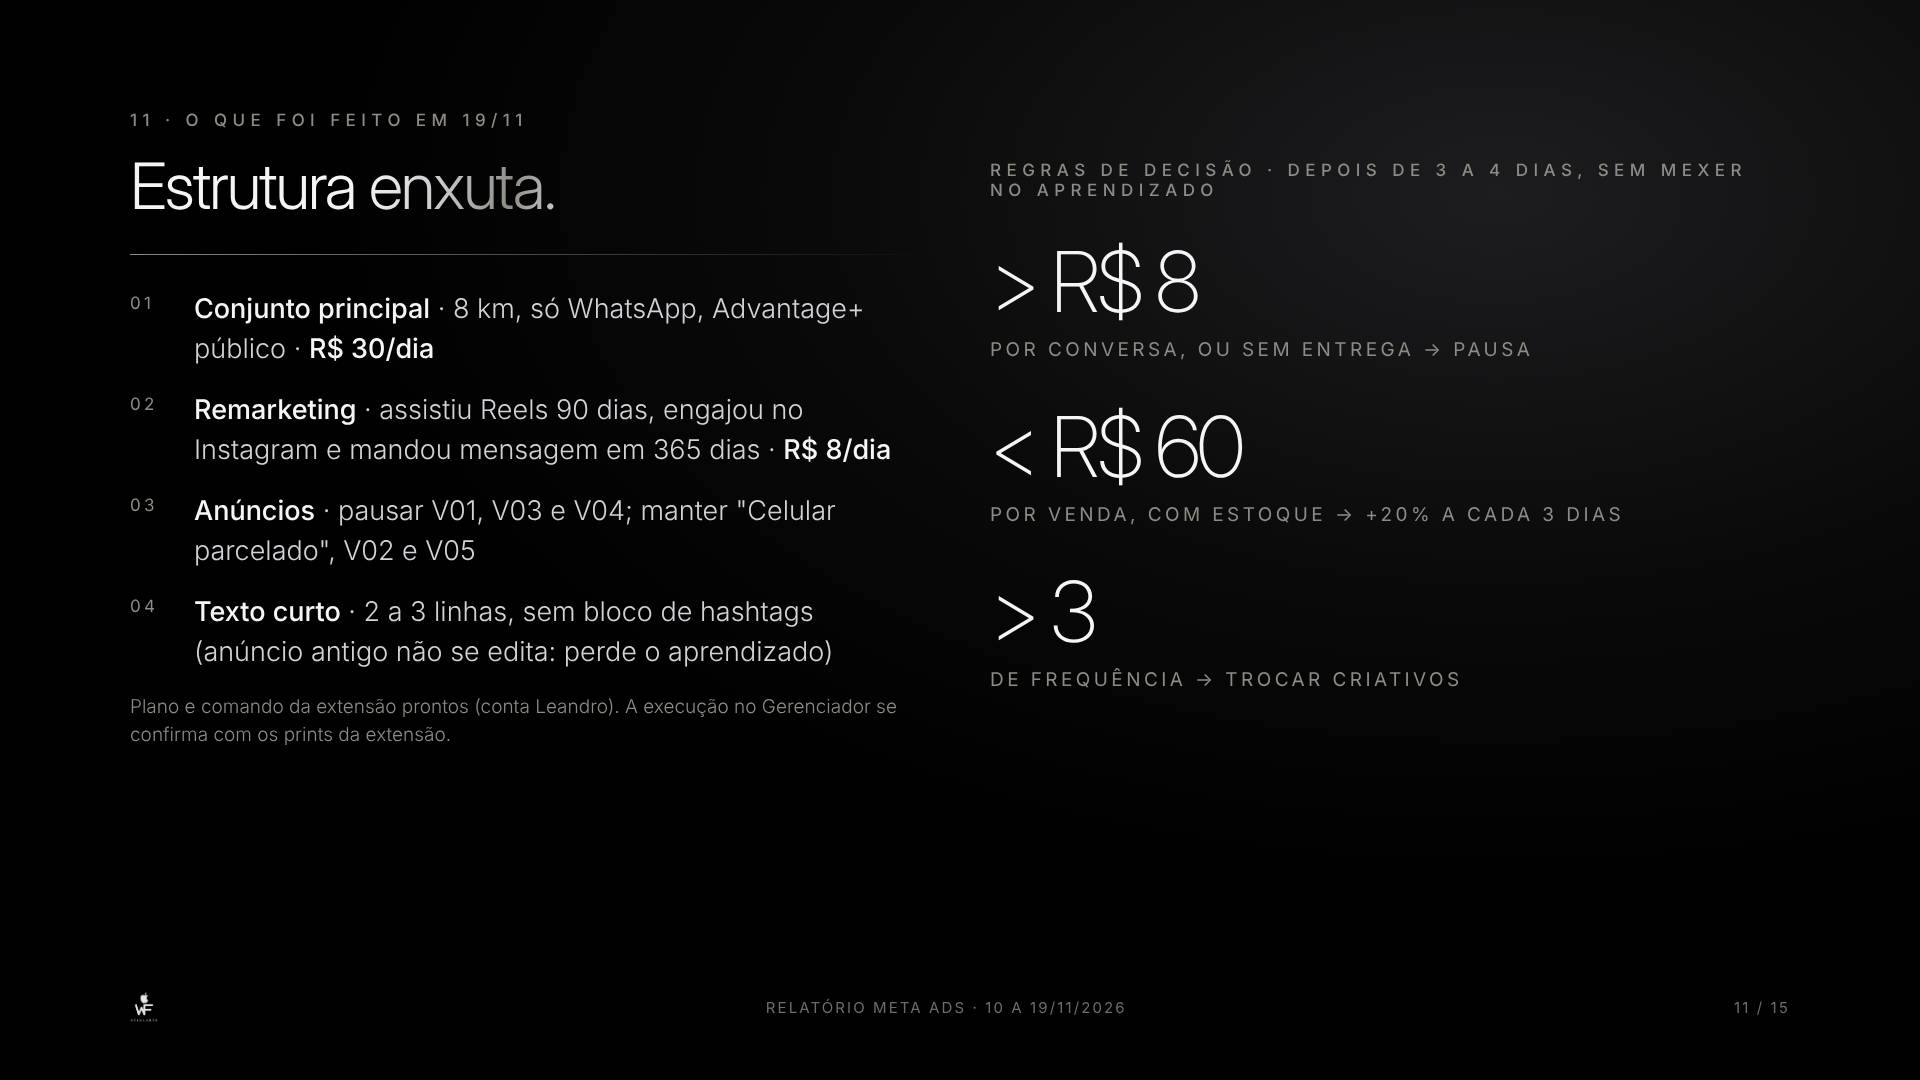 11 · O QUE FOI FEITO EM 19/11
Estrutura enxuta.
01
Conjunto principal · 8 km, só WhatsApp, Advantage+
público · R$ 30/dia
02
Remarketing · assistiu Reels 90 dias, engajou no
Instagram e mandou mensagem em 365 dias · R$ 8/dia
03
Anúncios · pausar V01, V03 e V04; manter "Celular
parcelado", V02 e V05
04
Texto curto · 2 a 3 linhas, sem bloco de hashtags
(anúncio antigo não se edita: perde o aprendizado)
Plano e comando da extensão prontos (conta Leandro). A execução no Gerenciador se
confirma com os prints da extensão.
REGRAS DE DECISÃO · DEPOIS DE 3 A 4 DIAS, SEM MEXER
NO APRENDIZADO
> R$ 8
POR CONVERSA, OU SEM ENTREGA → PAUSA
< R$ 60
POR VENDA, COM ESTOQUE → +20% A CADA 3 DIAS
> 3
DE FREQUÊNCIA → TROCAR CRIATIVOS
WF
RELATÓRIO META ADS · 10 A 19/11/2026
11 / 15